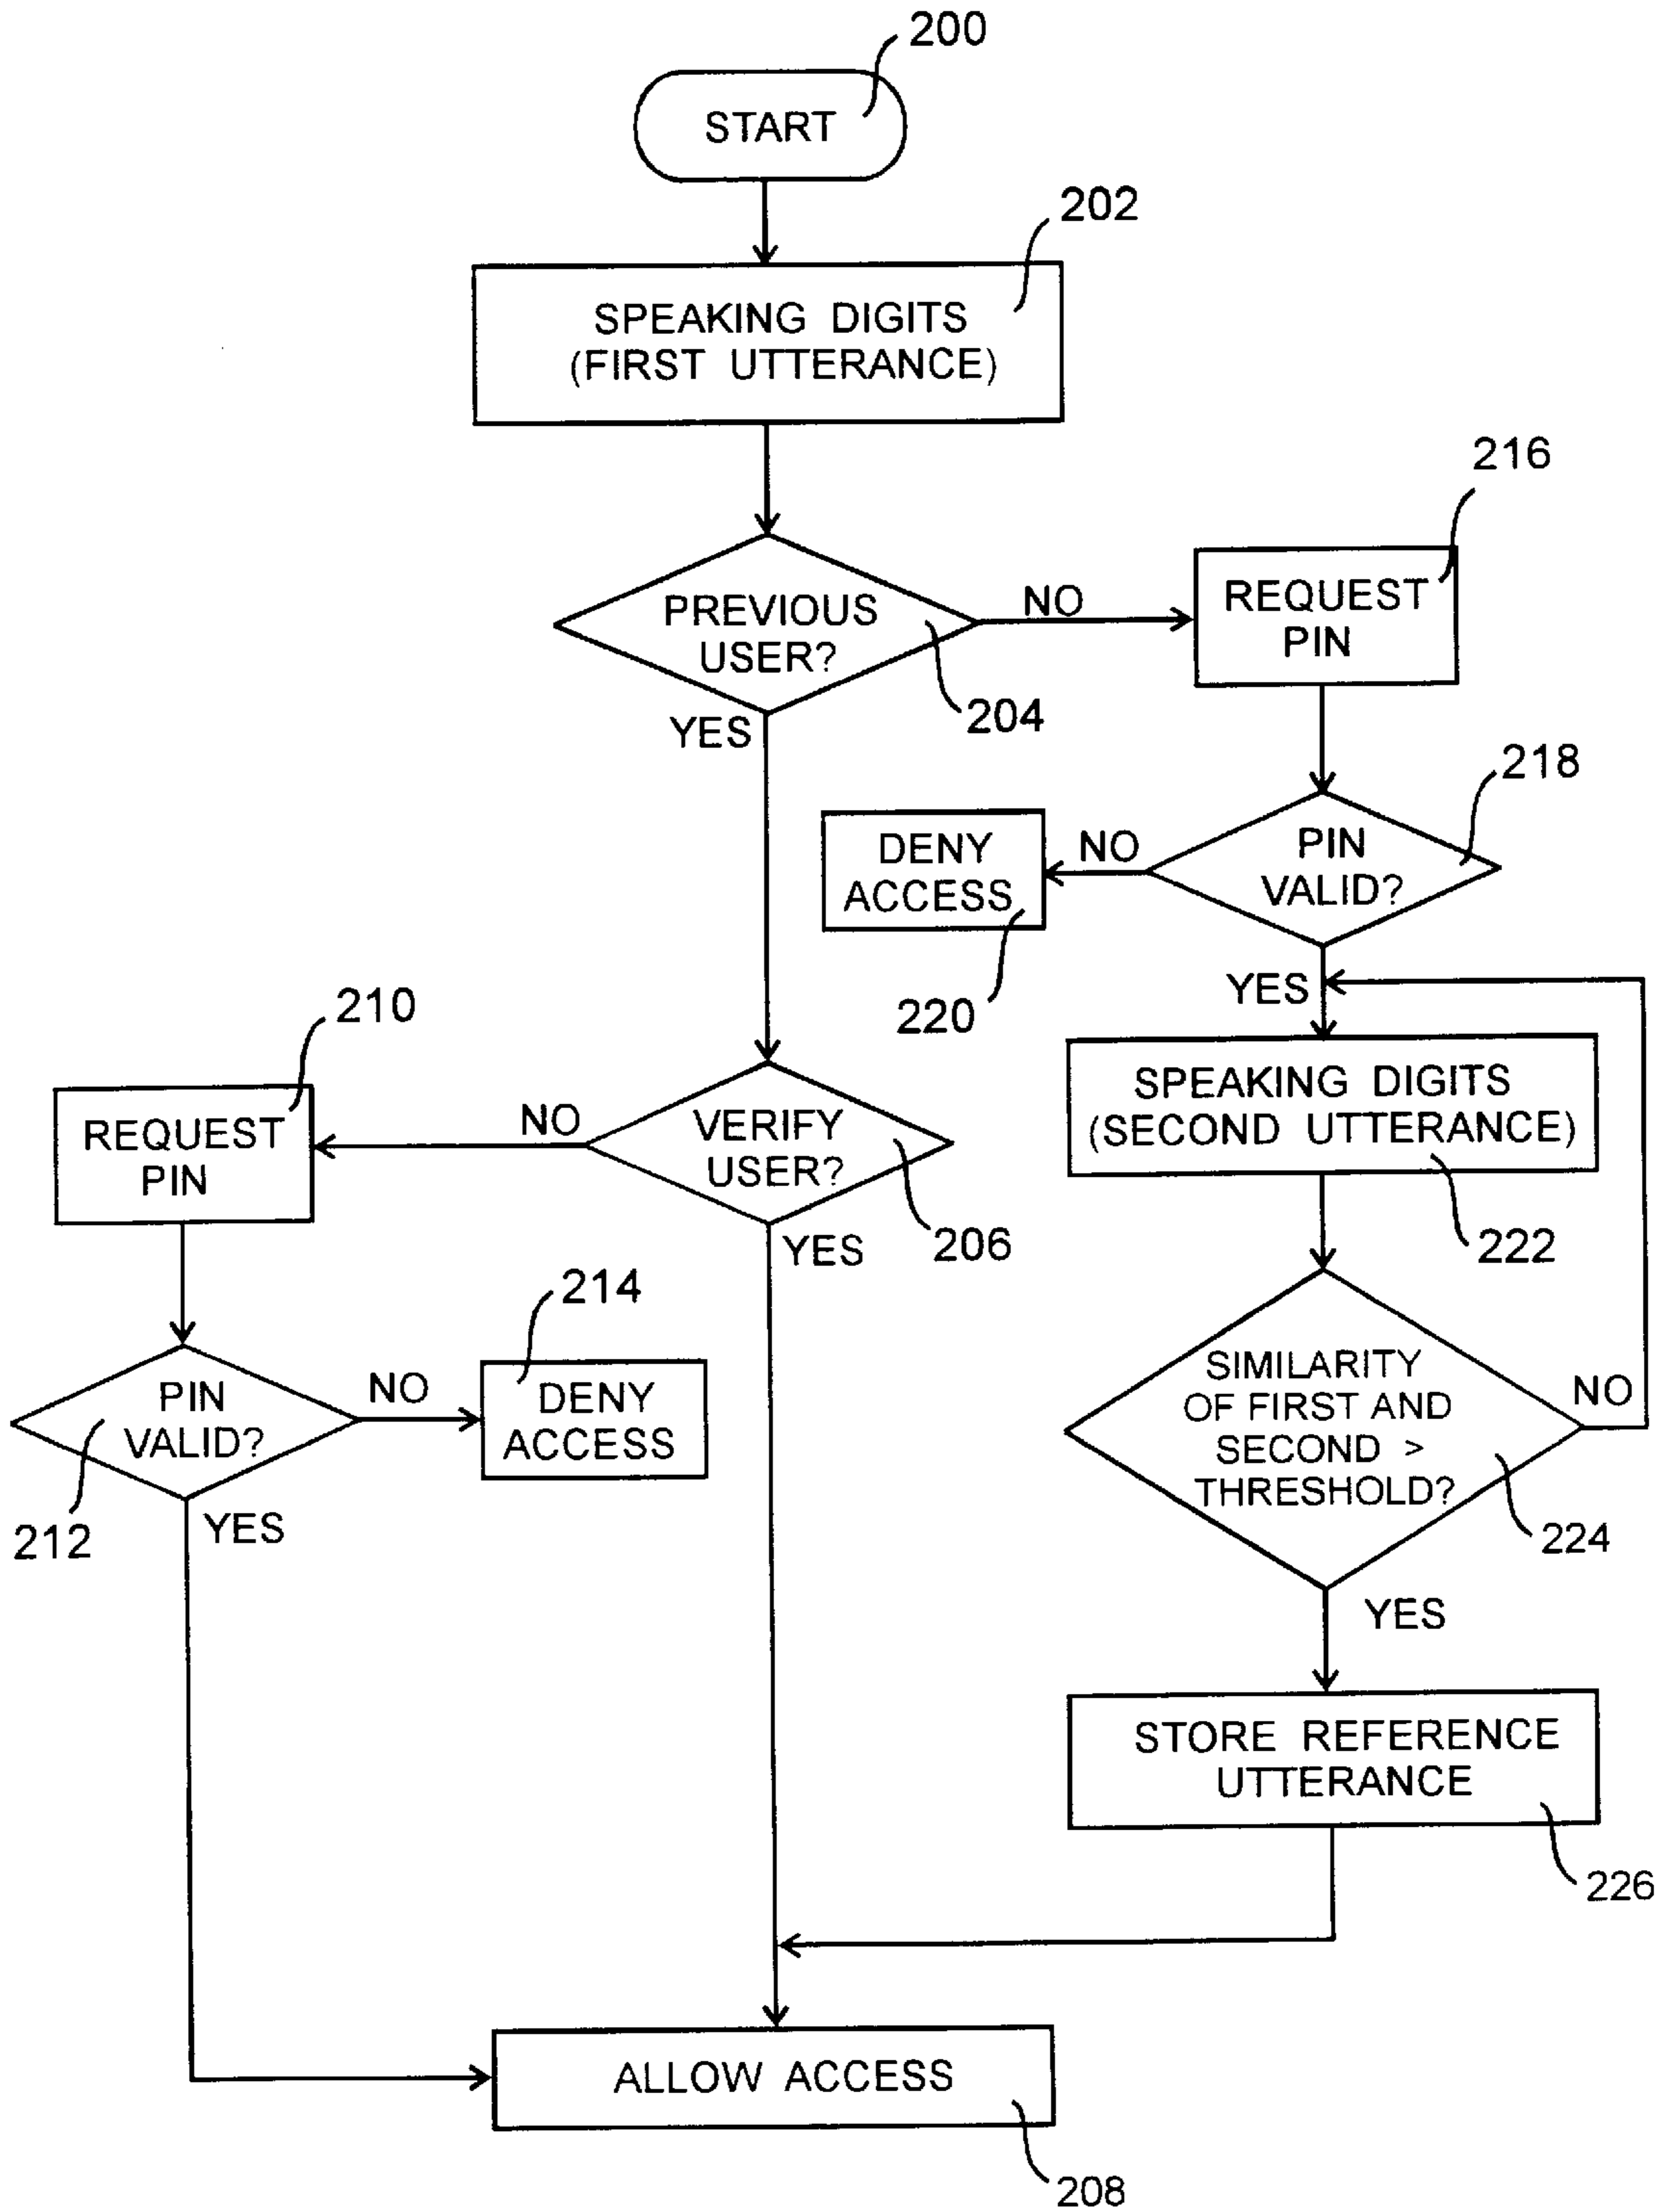 200
START
202
SPEAKING DIGITS
(FIRST UTTERANCE)
216
REQUEST
PIN
PREVIOUS
USER?
NO
204
YES
218
PIN
VALID?
NO
DENY
ACCESS
220
YES
210
REQUEST
PIN
NO
VERIFY
USER?
206
YES
SPEAKING DIGITS
(SECOND UTTERANCE)
222
214
PIN
VALID?
NO
DENY
ACCESS
212
YES
SIMILARITY
OF FIRST AND
SECOND >
THRESHOLD?
NO
224
YES
STORE REFERENCE
UTTERANCE
226
ALLOW ACCESS
208